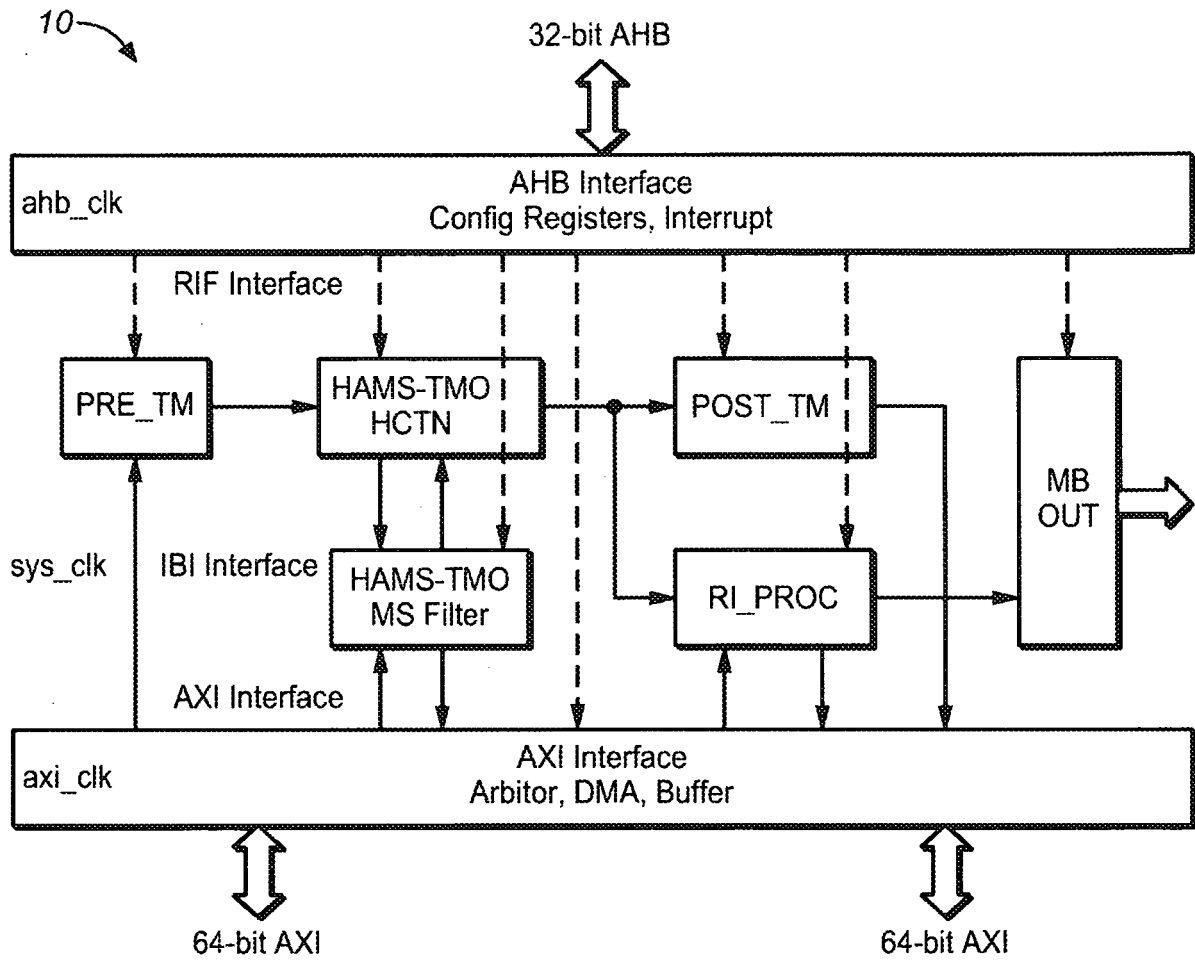 10
32-bit AHB
ahb_clk
AHB Interface
Config Registers, Interrupt
RIF Interface
PRE_TM
HAMS-TMO
HCTN
POST_TM
MB
OUT
sys_clk
IBI Interface
HAMS-TMO
MS Filter
RI_PROC
AXI Interface
axi_clk
AXI Interface
Arbitor, DMA, Buffer
64-bit AXI
64-bit AXI